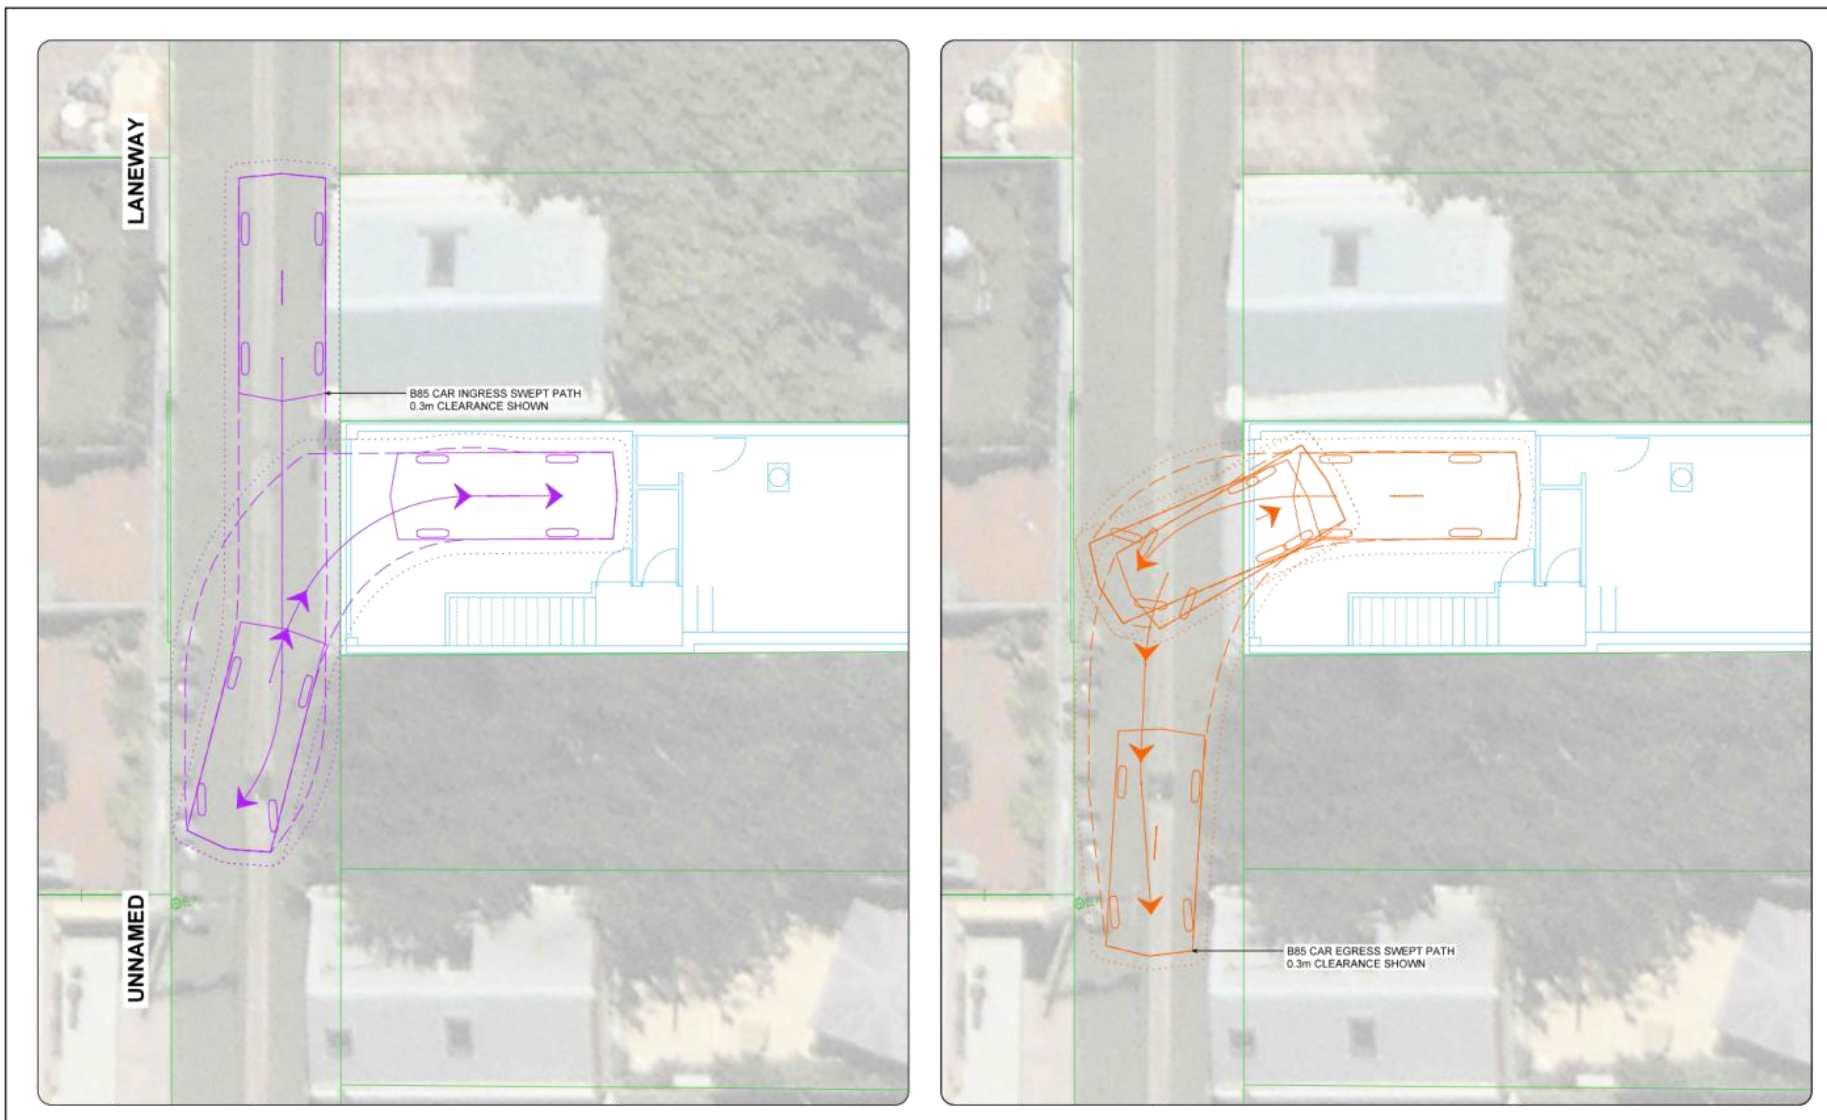 LANEWAY
B85 CAR INGRESS SWEPT PATH
0.3m CLEARANCE SHOWN
UNNAMED
B85 CAR EGRESS SWEPT PATH
0.3m CLEARANCE SHOWN